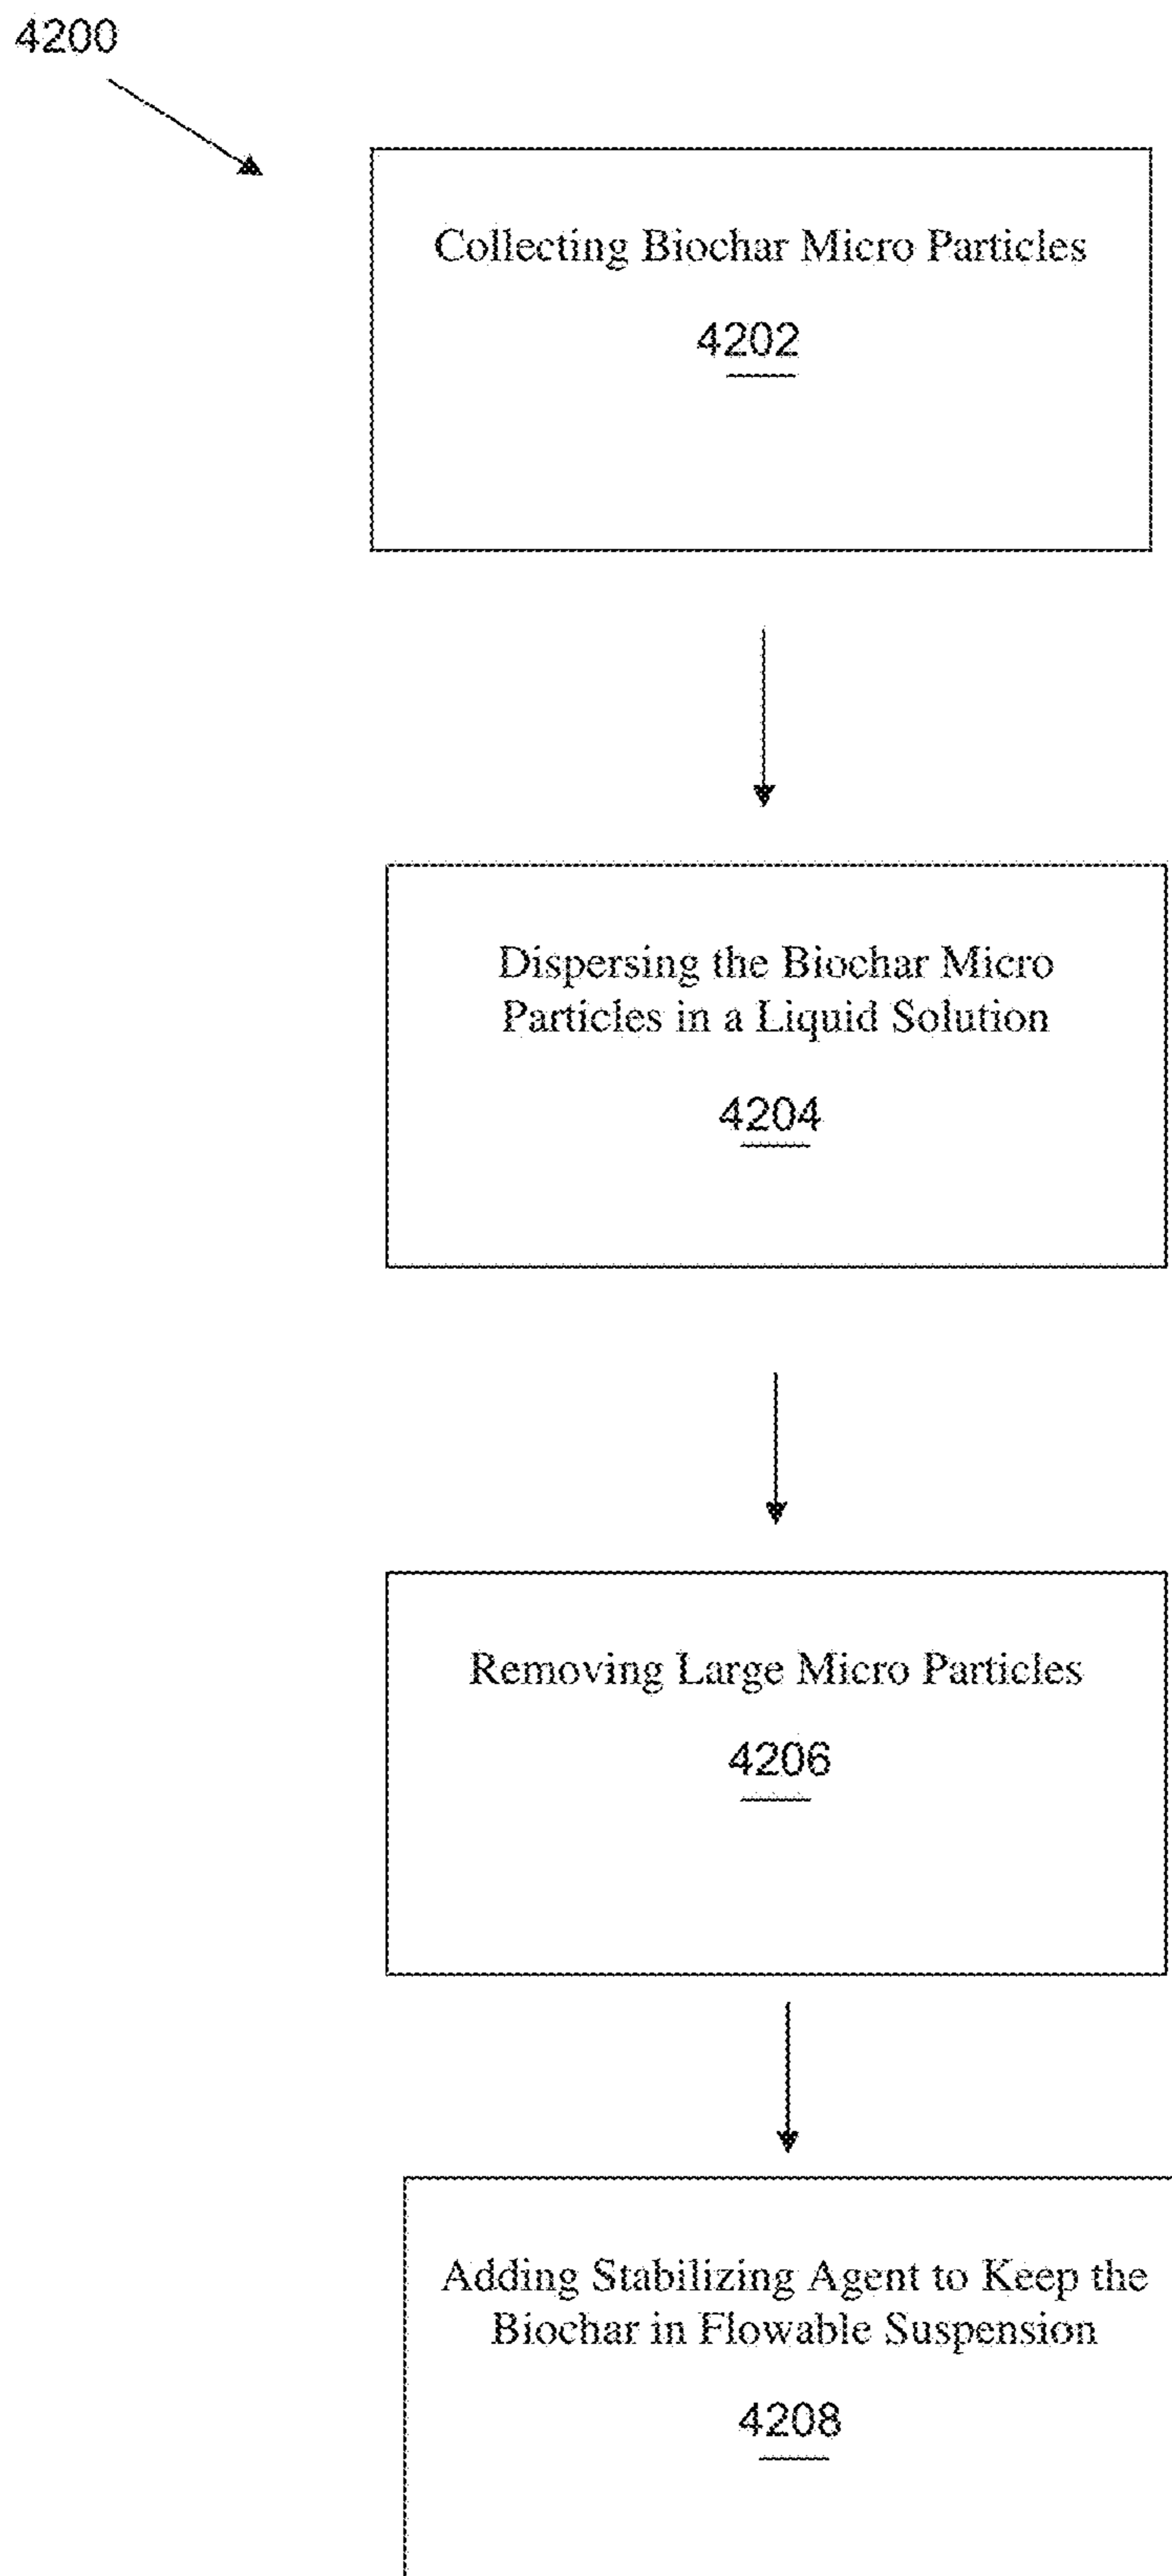 4200
Collecting Biochar Micro Particles
4202
Dispersing the Biochar Micro
Particles in a Liquid Solution
4204
Removing Large Micro Particles
4206
Adding Stabilizing Agent to Keep the
Biochar in Flowable Suspension
4208